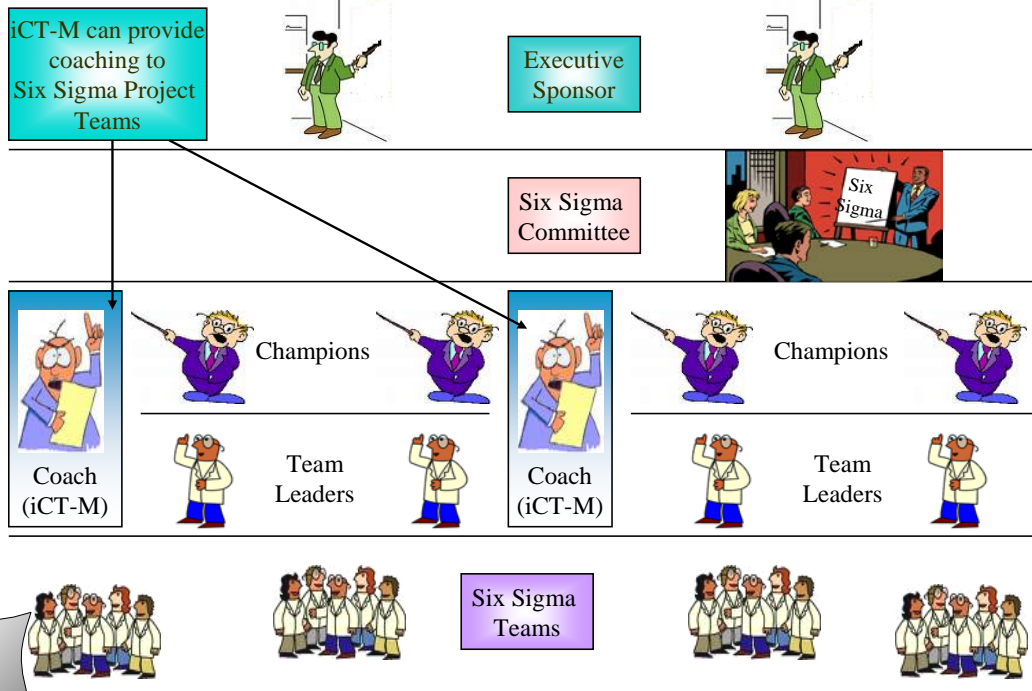 iCT-M can provide
coaching to
Six Sigma Project
Teams
Executive
Sponsor
Six Sigma
Committee
Six
Sigma
Champions
Champions
Coach
(iCT-M)
Team
Leaders
Coach
(iCT-M)
Team
Leaders
Six Sigma
Teams